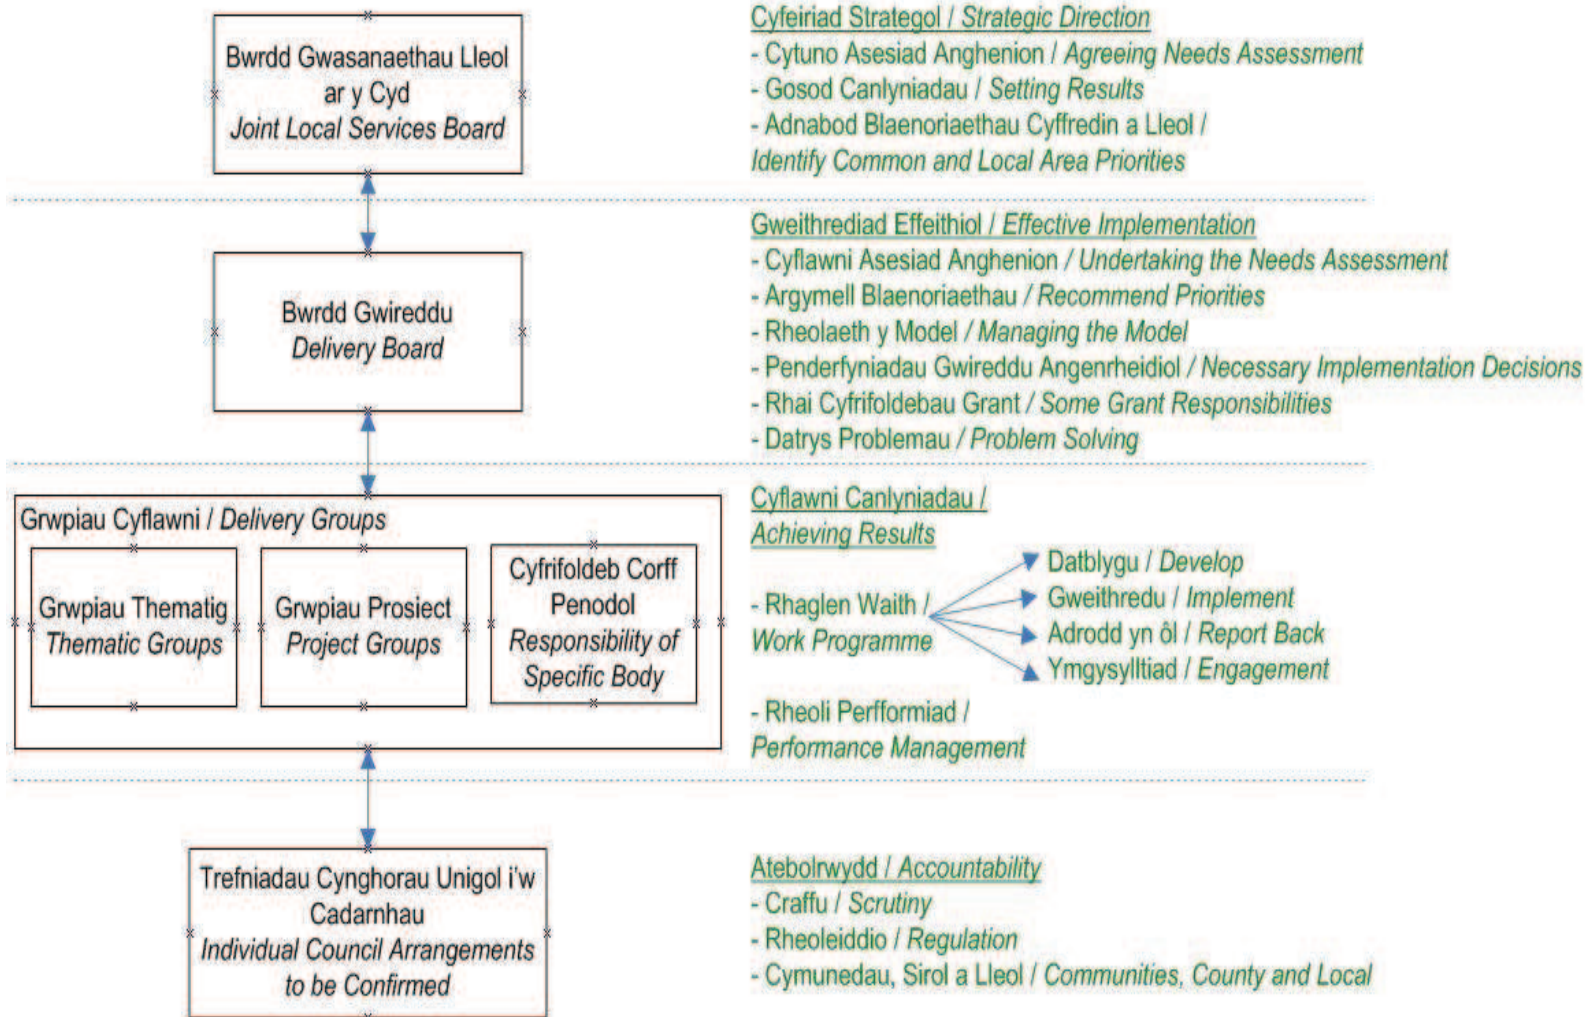 Bwrdd Gwasanaethau Lleol
ar y Cyd
Joint Local Services Board
Cyfeiriad Strategol / Strategic Direction
- Cytuno Asesiad Anghenion / Agreeing Needs Assessment
- Gosod Canlyniadau / Setting Results
- Adnabod Blaenoriaethau Cyffredin a Lleol /
Identify Common and Local Area Priorities
Bwrdd Gwireddu
Delivery Board
Gweithrediad Effeithiol / Effective Implementation
- Cyflawni Asesiad Anghenion / Undertaking the Needs Assessment
- Argymell Blaenoriaethau / Recommend Priorities
- Rheolaeth y Model / Managing the Model
- Penderfyniadau Gwireddu Angenrheidiol / Necessary Implementation Decisions
- Rhai Cyfrifoldebau Grant / Some Grant Responsibilities
- Datrys Problemau / Problem Solving
Grwpiau Cyflawni / Delivery Groups
Grwpiau Thematig
Thematic Groups
Grwpiau Prosiect
Project Groups
Cyfrifoldeb Corff
Penodol
Responsibility of
Specific Body
Cyflawni Canlyniadau /
Achieving Results
- Rhaglen Waith /
Work Programme
Datblygu / Develop
Gweithredu / Implement
Adrodd yn ôl / Report Back
Ymgysylltiad / Engagement
- Rheoli Perfformiad /
Performance Management
Trefniadau Cynghorau Unigol i'w
Cadarnhau
Individual Council Arrangements
to be Confirmed
Atebolrwydd / Accountability
- Craffu / Scrutiny
- Rheoleiddio / Regulation
- Cymunedau, Sirol a Lleol / Communities, County and Local